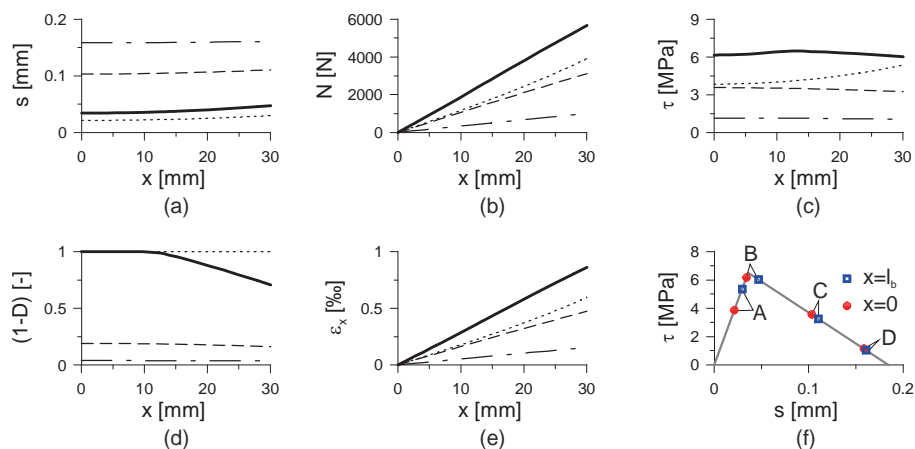 0.2
0.1
0
s [mm]
0 10 20 30
x [mm]
(a)
6000
4000
2000
0
N [N]
0 10 20 30
x [mm]
(b)
9
6
3
0
τ [MPa]
0 10 20 30
x [mm]
(c)
1
0.5
0
(1-D) [-]
0 10 20 30
x [mm]
(d)
1
0.5
0
εx [‰]
0 10 20 30
x [mm]
(e)
8
6
4
2
0
τ [MPa]
B
A
C
D
x=lb
x=0
0 0.1 0.2
s [mm]
(f)